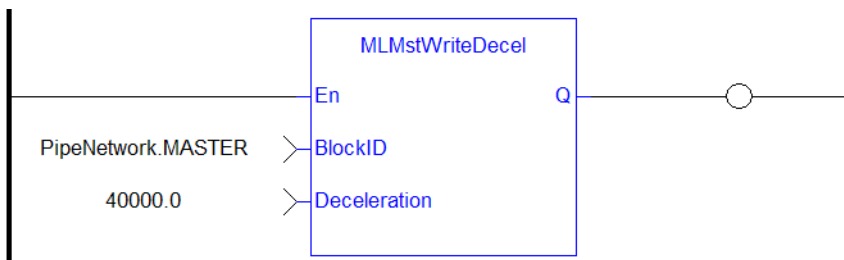 MLMstWriteDecel
En Q
PipeNetwork.MASTER BlockID
40000.0 Deceleration